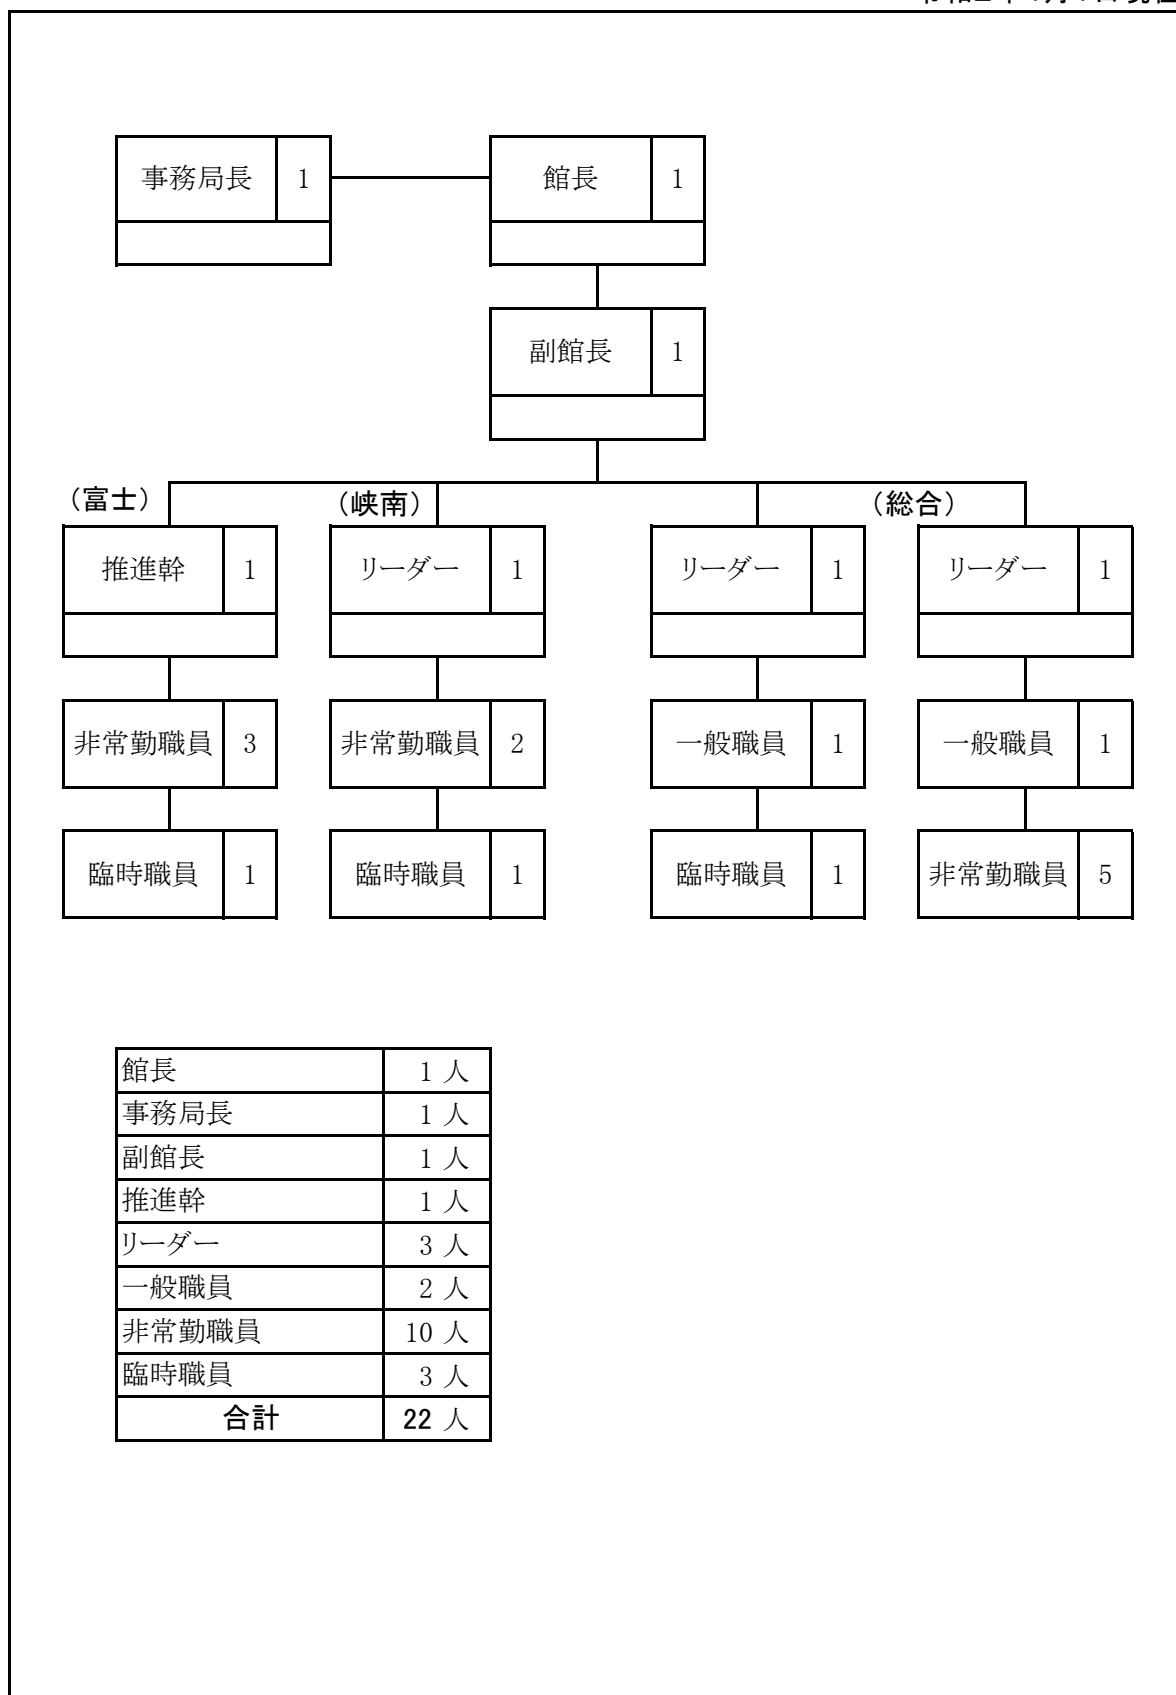 事務局長 1 館長 1
副館長 1
（富士） （峡南） （総合）
推進幹 1 リーダー 1 リーダー 1 リーダー 1
非常勤職員 3 非常勤職員 2 一般職員 1 一般職員 1
臨時職員 1 臨時職員 1 臨時職員 1 非常勤職員 5
館長 1 人
事務局長 1 人
副館長 1 人
推進幹 1 人
リーダー 3 人
一般職員 2 人
非常勤職員 10 人
臨時職員 3 人
合計 22 人